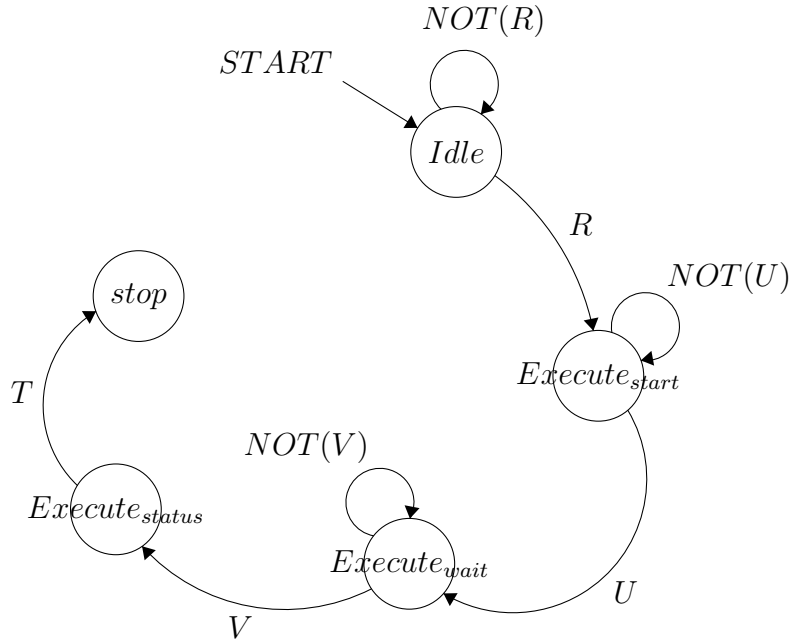 NOT(R)
START
Idle
R
NOT(U)
stop
Execute_start
T
NOT(V)
Execute_status
Execute_wait
U
V